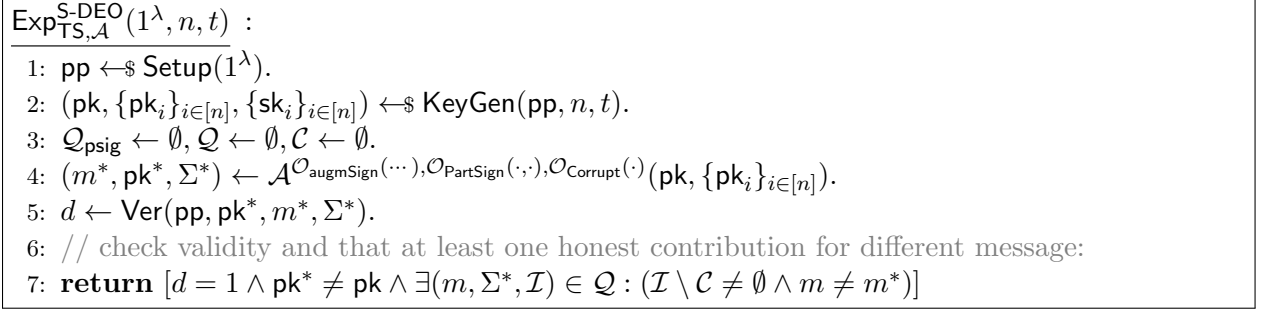 Exp^{S-DEO}_{TS,𝒜}(1^λ, n, t) :
1: pp ←$ Setup(1^λ).
2: (pk, {pk_i}_{i∈[n]}, {sk_i}_{i∈[n]}) ←$ KeyGen(pp, n, t).
3: 𝒬_psig ← ∅, 𝒬 ← ∅, 𝒞 ← ∅.
4: (m*, pk*, Σ*) ← 𝒜^{𝒪_augmSign(···), 𝒪_PartSign(·,·), 𝒪_Corrupt(·)}(pk, {pk_i}_{i∈[n]}).
5: d ← Ver(pp, pk*, m*, Σ*).
6: // check validity and that at least one honest contribution for different message:
7: return [d = 1 ∧ pk* ≠ pk ∧ ∃(m, Σ*, ℐ) ∈ 𝒬 : (ℐ \ 𝒞 ≠ ∅ ∧ m ≠ m*)]